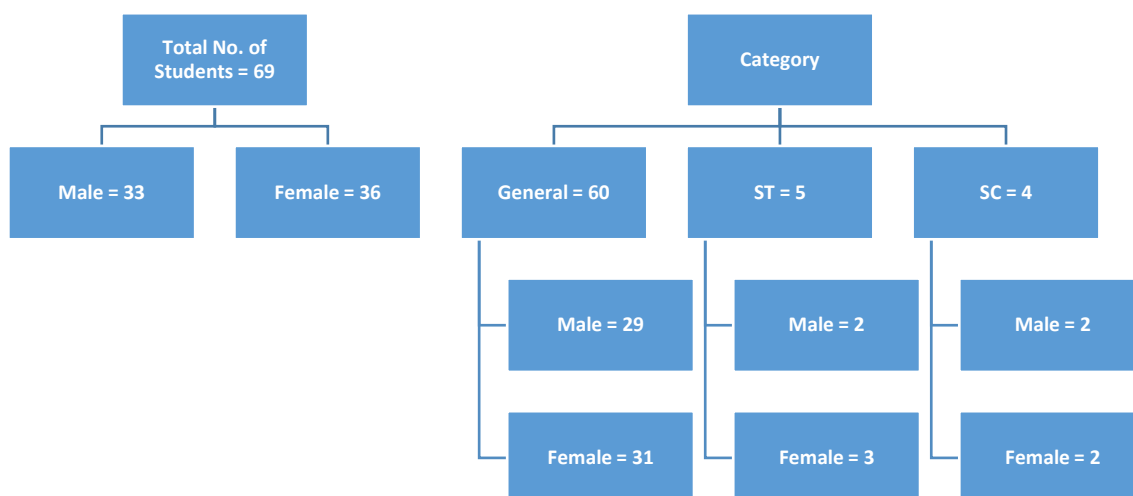 Total No. of
Students = 69
Category
Male = 33
Female = 36
General = 60
ST = 5
SC = 4
Male = 29
Male = 2
Male = 2
Female = 31
Female = 3
Female = 2